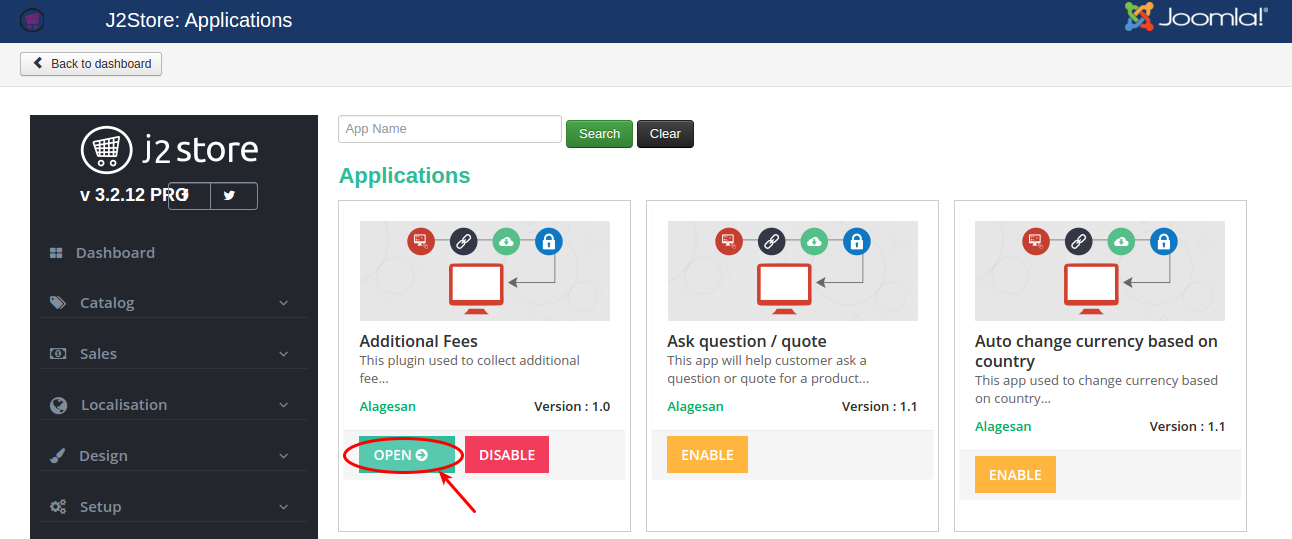 J2Store: Applications
Joomla!®
Back to dashboard
j2 store
v 3.2.12 PRO
Dashboard
Catalog
Sales
Localisation
Design
Setup
App Name
Search
Clear
Applications
Additional Fees
This plugin used to collect additional
fee...
Alagesan
Version : 1.0
OPEN
DISABLE
Ask question / quote
This app will help customer ask a
question or quote for a product...
Alagesan
Version : 1.1
ENABLE
Auto change currency based on
country
This app used to change currency based
on country...
Alagesan
Version : 1.1
ENABLE